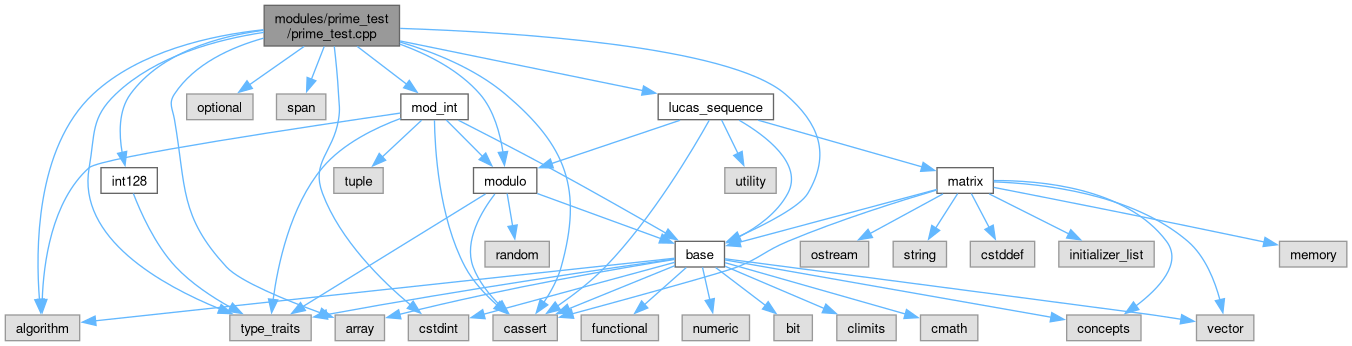 modules/prime_test
/prime_test.cpp
optional
span
mod_int
lucas_sequence
int128
tuple
modulo
utility
matrix
random
base
ostream
string
cstddef
initializer_list
memory
algorithm
type_traits
array
cstdint
cassert
functional
numeric
bit
climits
cmath
concepts
vector